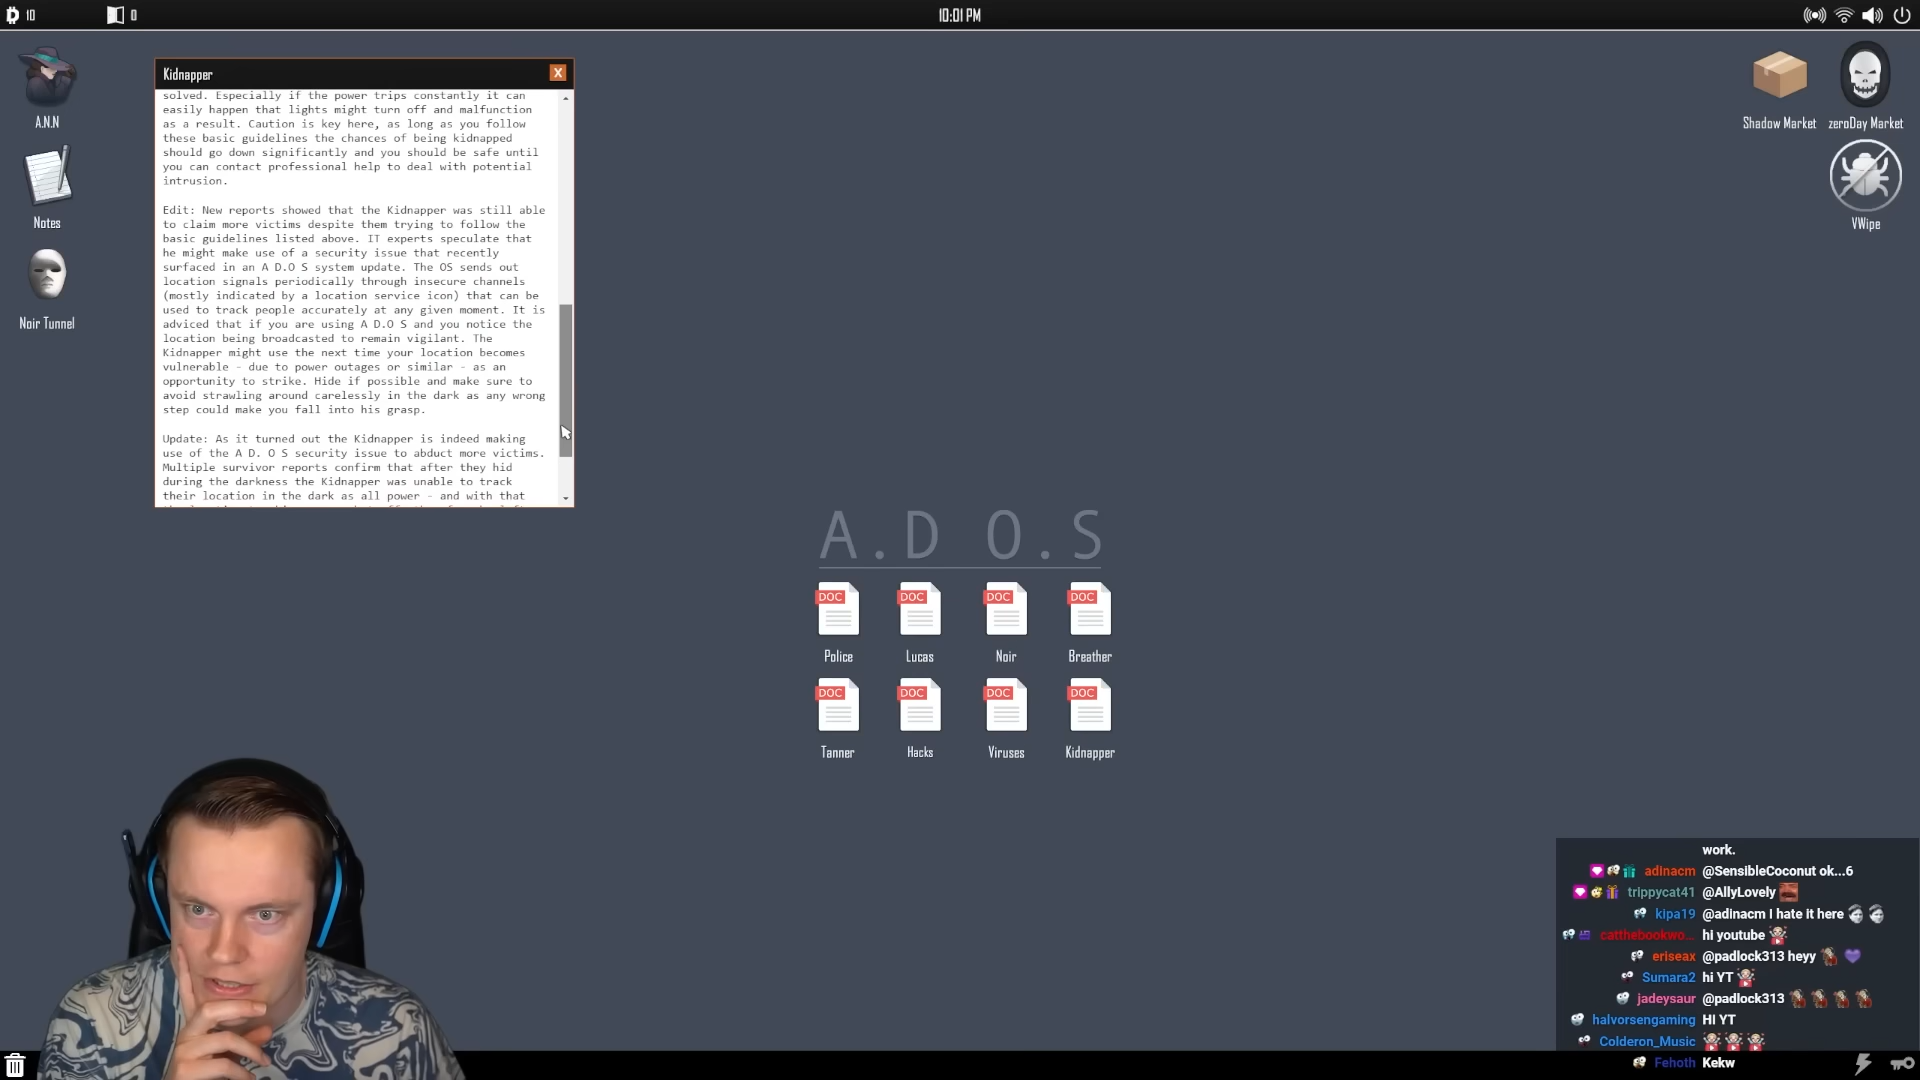 10
0
10:01 PM
A.N.N
Notes
Noir Tunnel
Shadow Market
zeroDay Market
VWipe
Kidnapper
X
solved. Especially if the power trips constantly it can
easily happen that lights might turn off and malfunction
as a result. Caution is key here, as long as you follow
these basic guidelines the chances of being kidnapped
should go down significantly and you should be safe until
you can contact professional help to deal with potential
intrusion.
Edit: New reports showed that the Kidnapper was still able
to claim more victims despite them trying to follow the
basic guidelines listed above. IT experts speculate that
he might make use of a security issue that recently
surfaced in an A D.O S system update. The OS sends out
location signals periodically through insecure channels
(mostly indicated by a location service icon) that can be
used to track people accurately at any given moment. It is
adviced that if you are using A D.O S and you notice the
location being broadcasted to remain vigilant. The
Kidnapper might use the next time your location becomes
vulnerable - due to power outages or similar - as an
opportunity to strike. Hide if possible and make sure to
avoid strawling around carelessly in the dark as any wrong
step could make you fall into his grasp.
Update: As it turned out the Kidnapper is indeed making
use of the A D. O S security issue to abduct more victims.
Multiple survivor reports confirm that after they hid
during the darkness the Kidnapper was unable to track
their location in the dark as all power - and with that
A.D O.S
DOC
DOC
DOC
DOC
Police
Lucas
Noir
Breather
DOC
DOC
DOC
DOC
Tanner
Hacks
Viruses
Kidnapper
work.
adinacm @SensibleCoconut ok...6
trippycat41 @AllyLovely
kipa19 @adinacm I hate it here
catthebookwo... hi youtube
eriseax @padlock313 heyy
Sumara2 hi YT
jadeysaur @padlock313
halvorsengaming HI YT
Colderon_Music
Fehoth Kekw